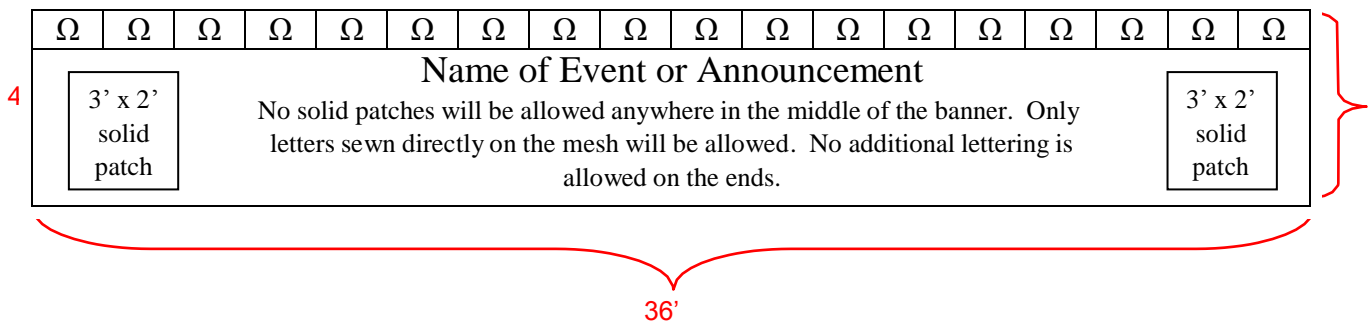 Ω Ω Ω Ω Ω Ω Ω Ω Ω Ω Ω Ω Ω Ω Ω Ω Ω Ω
Name of Event or Announcement
4
3’ x 2’
solid
patch
No solid patches will be allowed anywhere in the middle of the banner. Only
letters sewn directly on the mesh will be allowed. No additional lettering is
allowed on the ends.
3’ x 2’
solid
patch
36’